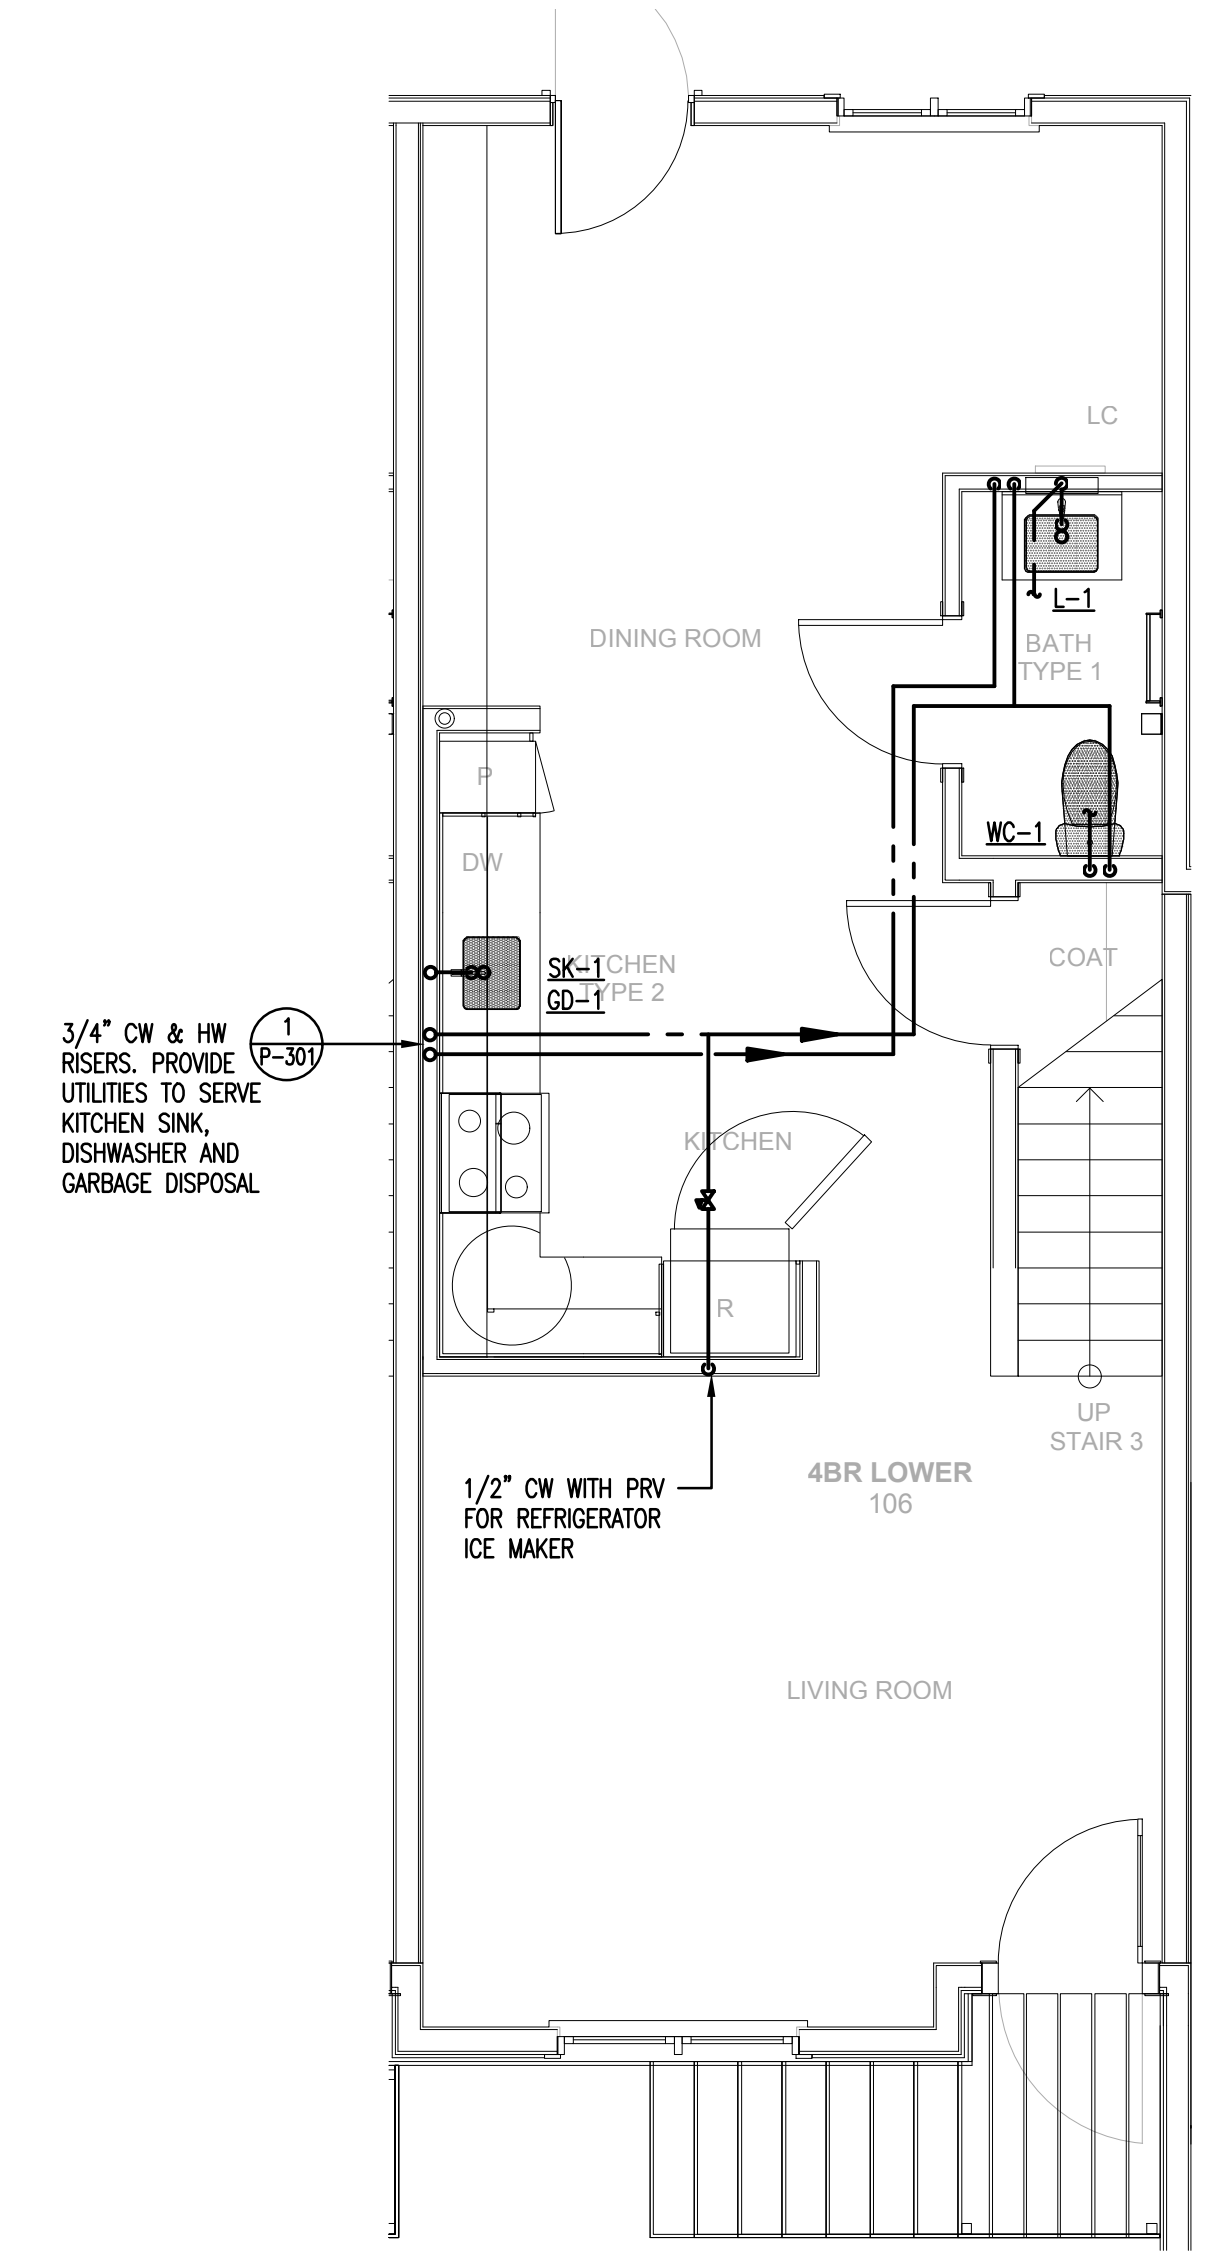 LC
L-1
DINING ROOM
BATH
TYPE 1
P
WC-1
DW
SK-1
GD-1
KITCHEN
TYPE 2
COAT
3/4" CW & HW
RISERS. PROVIDE
UTILITIES TO SERVE
KITCHEN SINK,
DISHWASHER AND
GARBAGE DISPOSAL
1
P-301
KITCHEN
R
UP
STAIR 3
4BR LOWER
106
1/2" CW WITH PRV
FOR REFRIGERATOR
ICE MAKER
LIVING ROOM